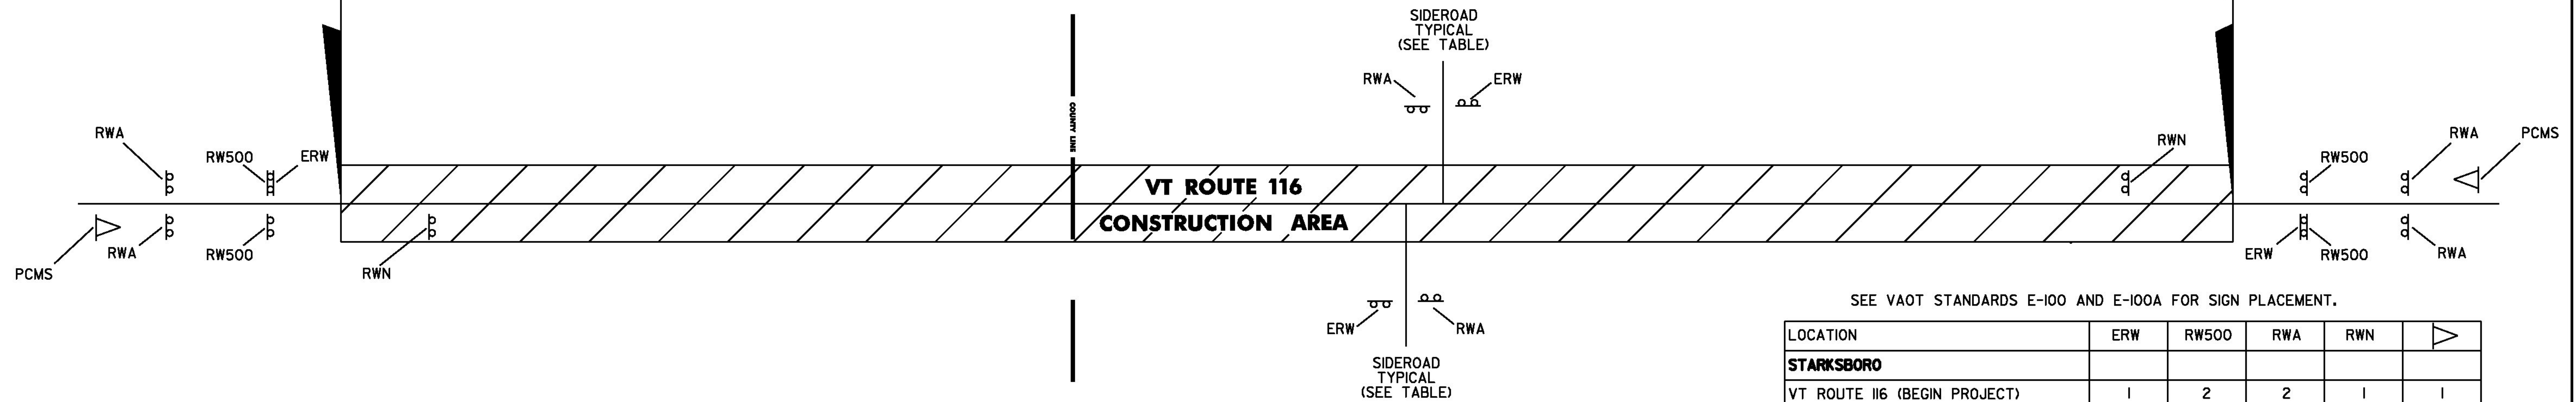 SIDEROAD
TYPICAL
(SEE TABLE)
RWA
ERW
COUNTY LINE
RWA
RW500
ERW
RWN
RW500
RWA
PCMS
VT ROUTE 116
CONSTRUCTION AREA
PCMS
RWA
RW500
RWN
ERW
RW500
RWA
SEE VAOT STANDARDS E-100 AND E-100A FOR SIGN PLACEMENT.
ERW
RWA
SIDEROAD
TYPICAL
(SEE TABLE)
LOCATION ERW RW500 RWA RWN
STARKSBORO
VT ROUTE 116 (BEGIN PROJECT) 1 2 2 1 1